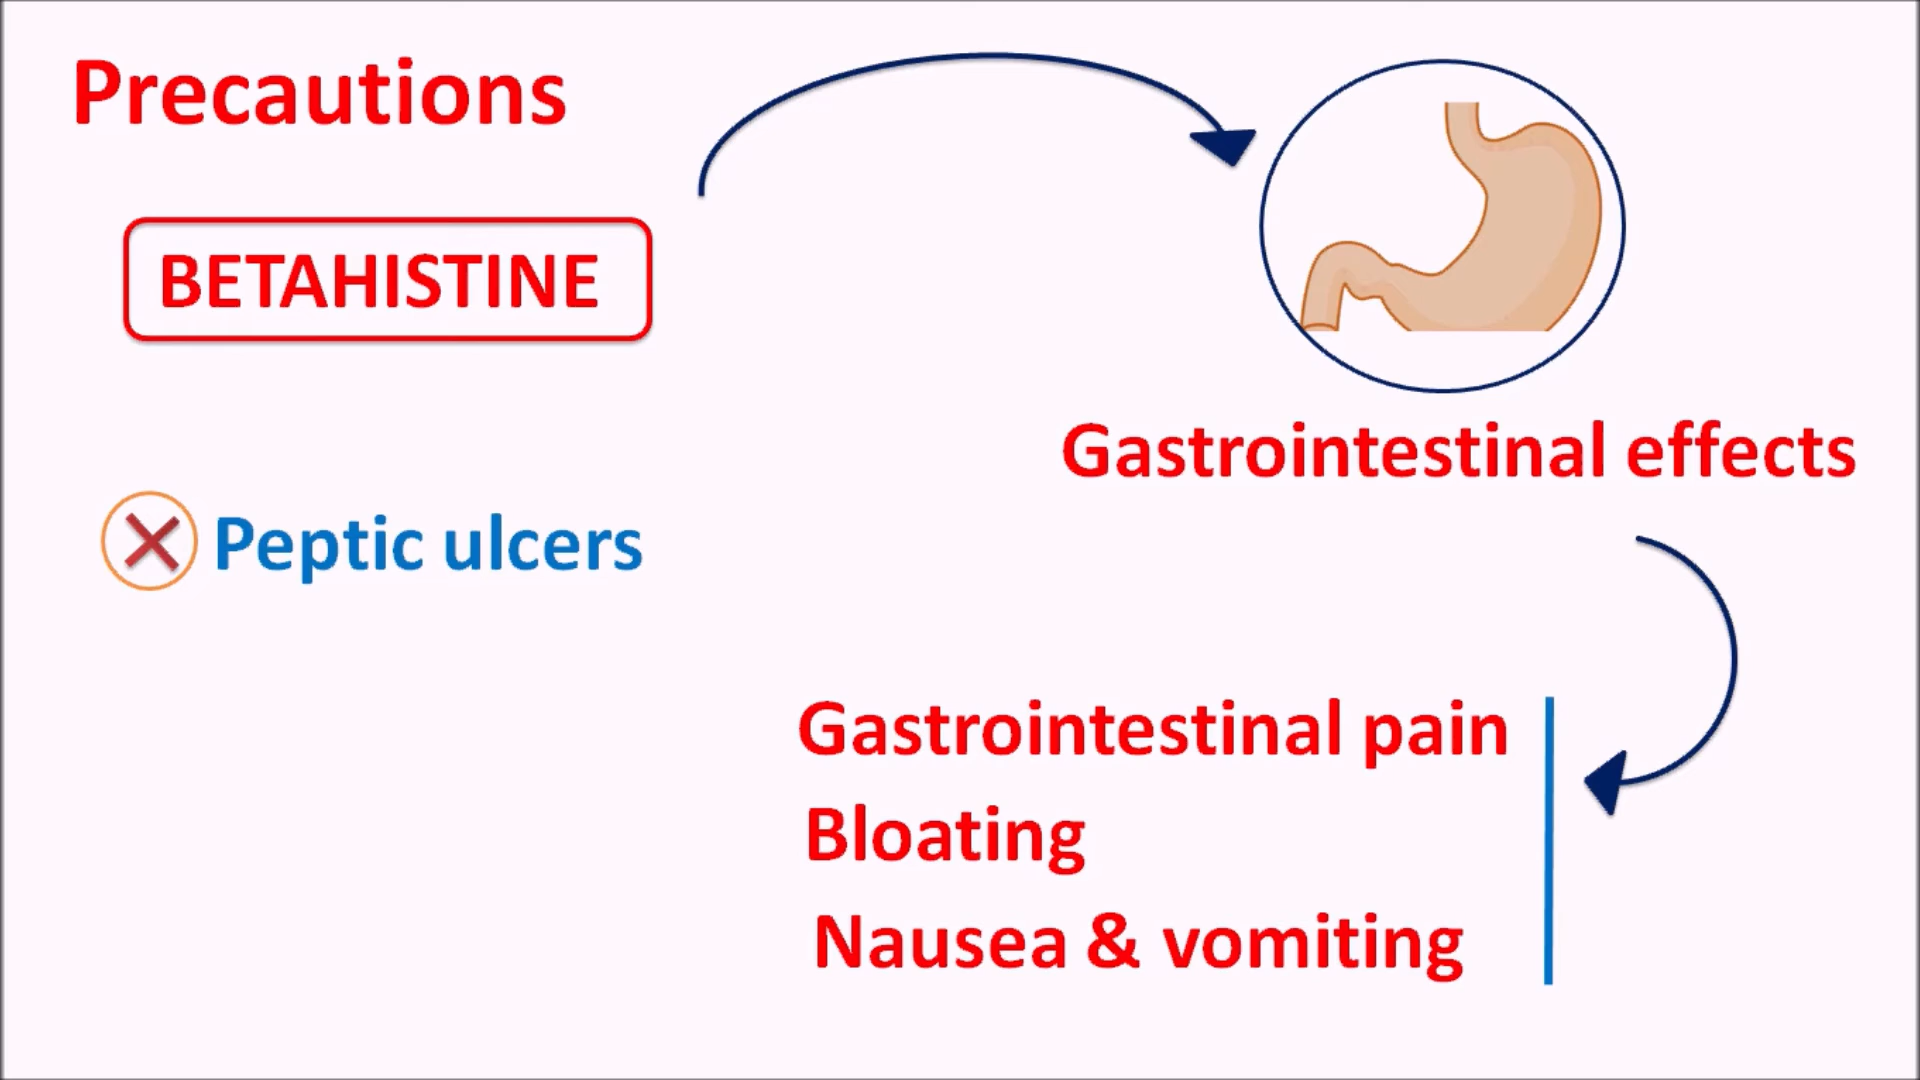 Precautions
BETAHISTINE
Gastrointestinal effects
Peptic ulcers
Gastrointestinal pain
Bloating
Nausea & vomiting